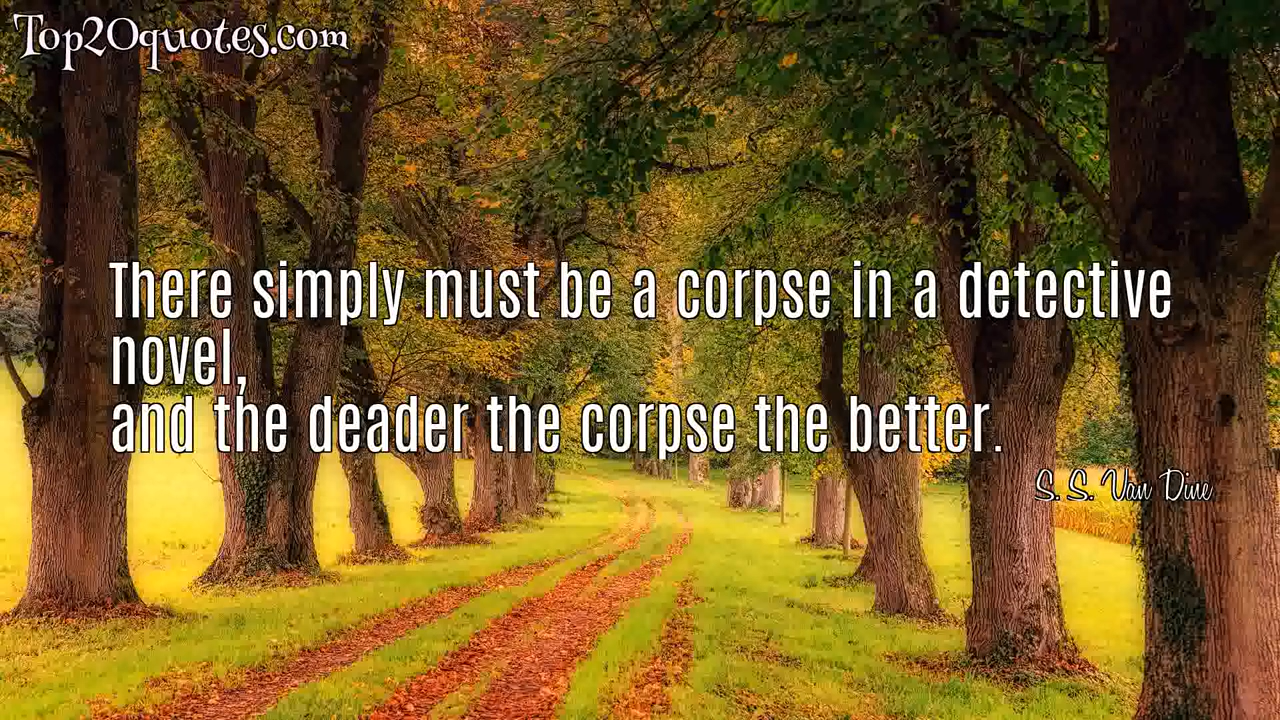 Top20quotes.com
There simply must be a corpse in a detective
novel,
and the deader the corpse the better.
S. S. Van Dine